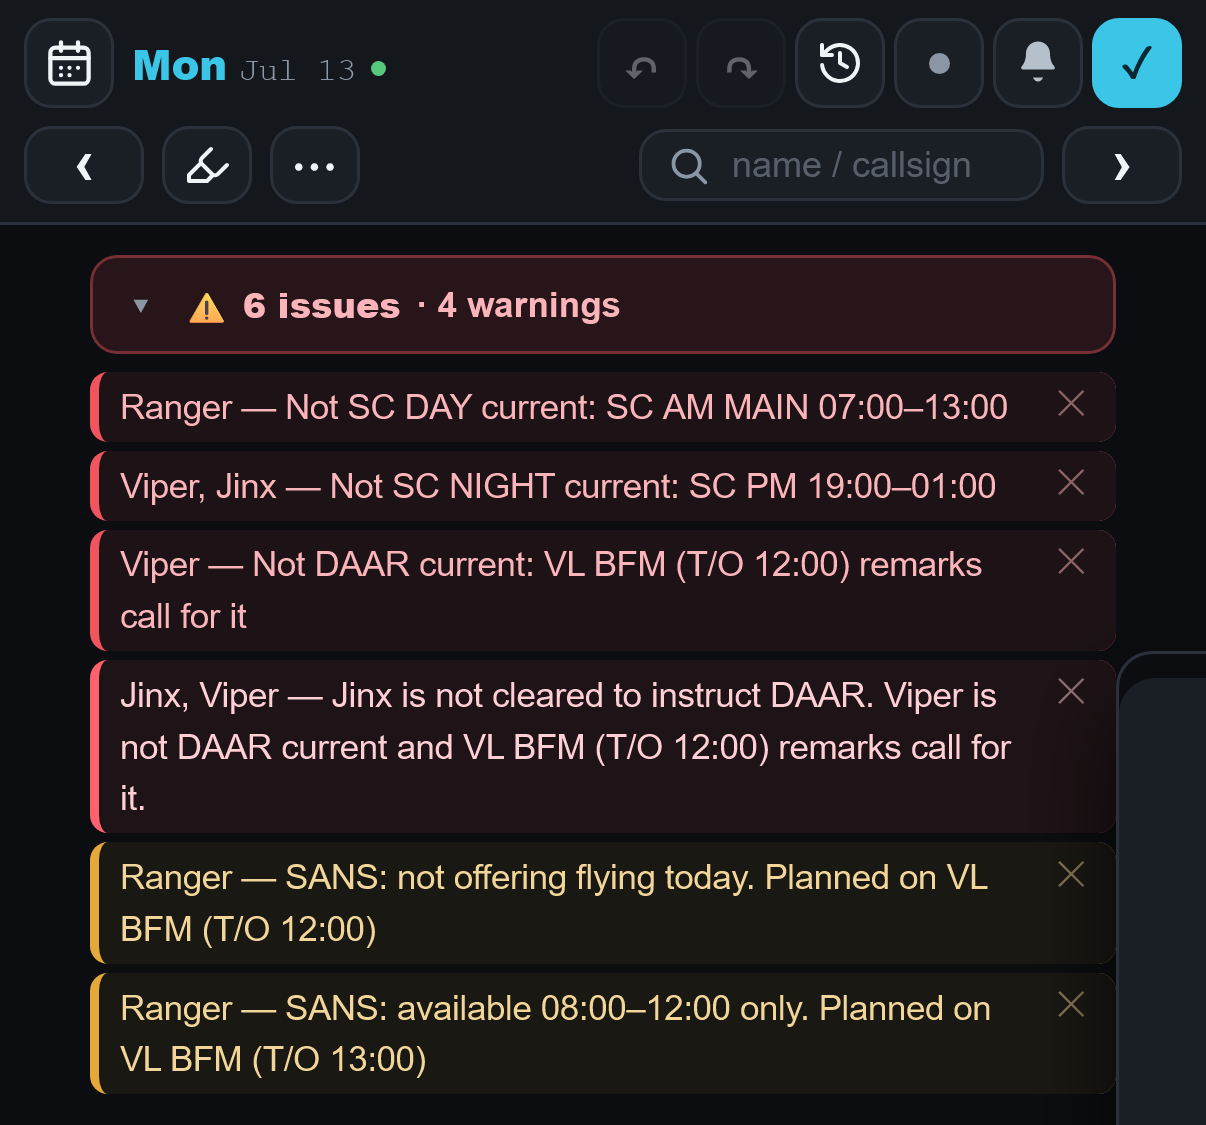 Mon Jul 13
name / callsign
6 issues · 4 warnings
Ranger — Not SC DAY current: SC AM MAIN 07:00–13:00
Viper, Jinx — Not SC NIGHT current: SC PM 19:00–01:00
Viper — Not DAAR current: VL BFM (T/O 12:00) remarks
call for it
Jinx, Viper — Jinx is not cleared to instruct DAAR. Viper is
not DAAR current and VL BFM (T/O 12:00) remarks call for
it.
Ranger — SANS: not offering flying today. Planned on VL
BFM (T/O 12:00)
Ranger — SANS: available 08:00–12:00 only. Planned on
VL BFM (T/O 13:00)